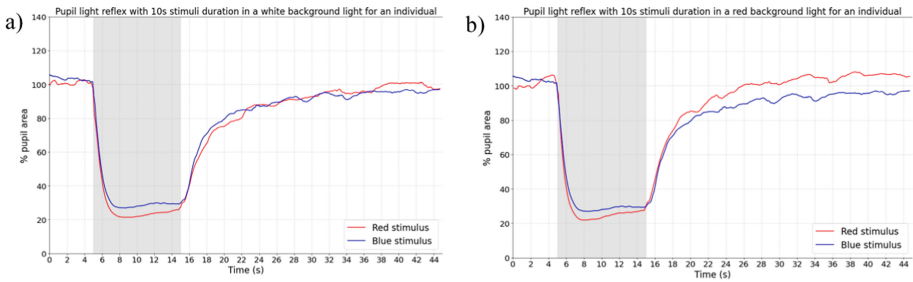 a)
Pupil light reflex with 10s stimuli duration in a white background light for an individual
140
120
100
80
60
40
20
0
% pupil area
0 2 4 6 8 10 12 14 16 18 20 22 24 26 28 30 32 34 36 38 40 42 44
Time (s)
Red stimulus
Blue stimulus
b)
Pupil light reflex with 10s stimuli duration in a red background light for an individual
140
120
100
80
60
40
20
0
% pupil area
0 2 4 6 8 10 12 14 16 18 20 22 24 26 28 30 32 34 36 38 40 42 44
Time (s)
Red stimulus
Blue stimulus